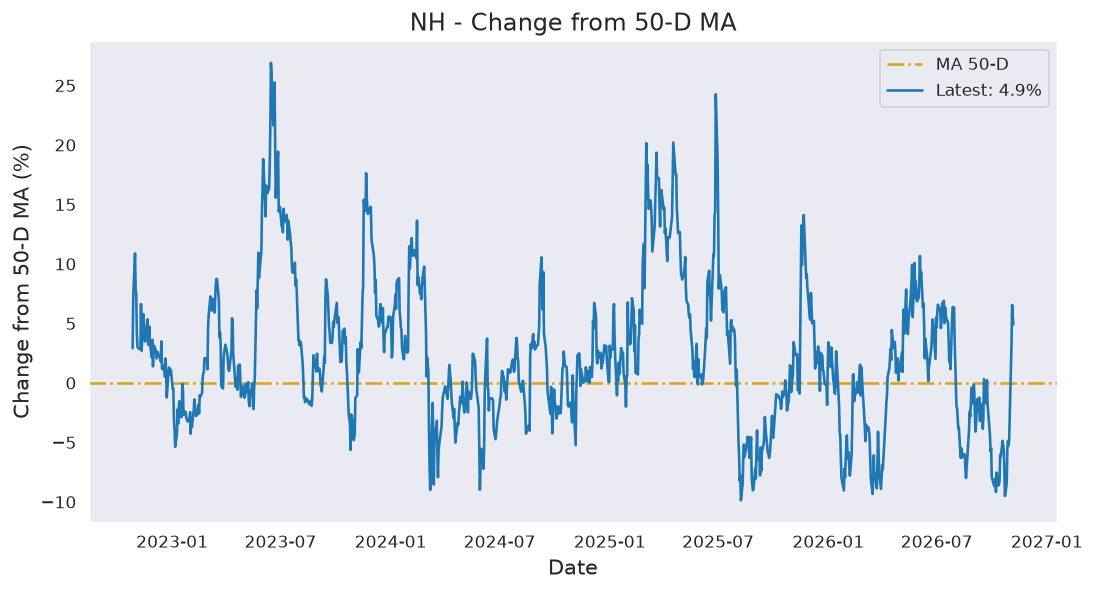 NH - Change from 50-D MA
MA 50-D
Latest: 4.9%
Change from 50-D MA (%)
25
20
15
10
5
0
−5
−10
2023-01 2023-07 2024-01 2024-07 2025-01 2025-07 2026-01 2026-07 2027-01
Date